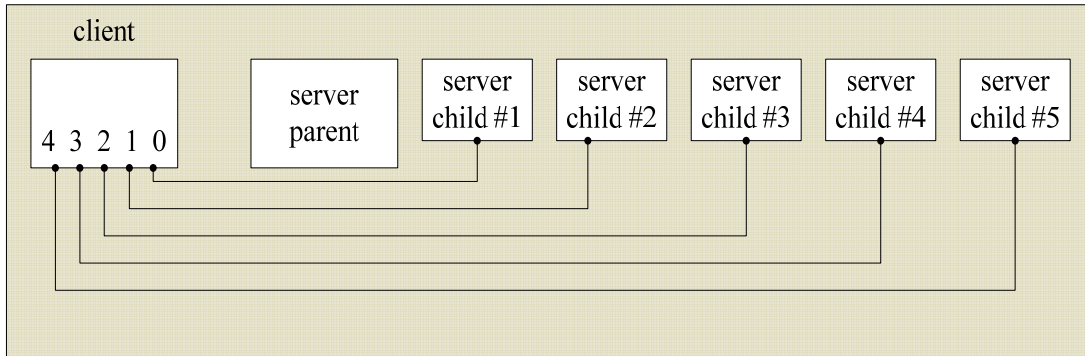 client
4 3 2 1 0
server
parent
server
child #1
server
child #2
server
child #3
server
child #4
server
child #5